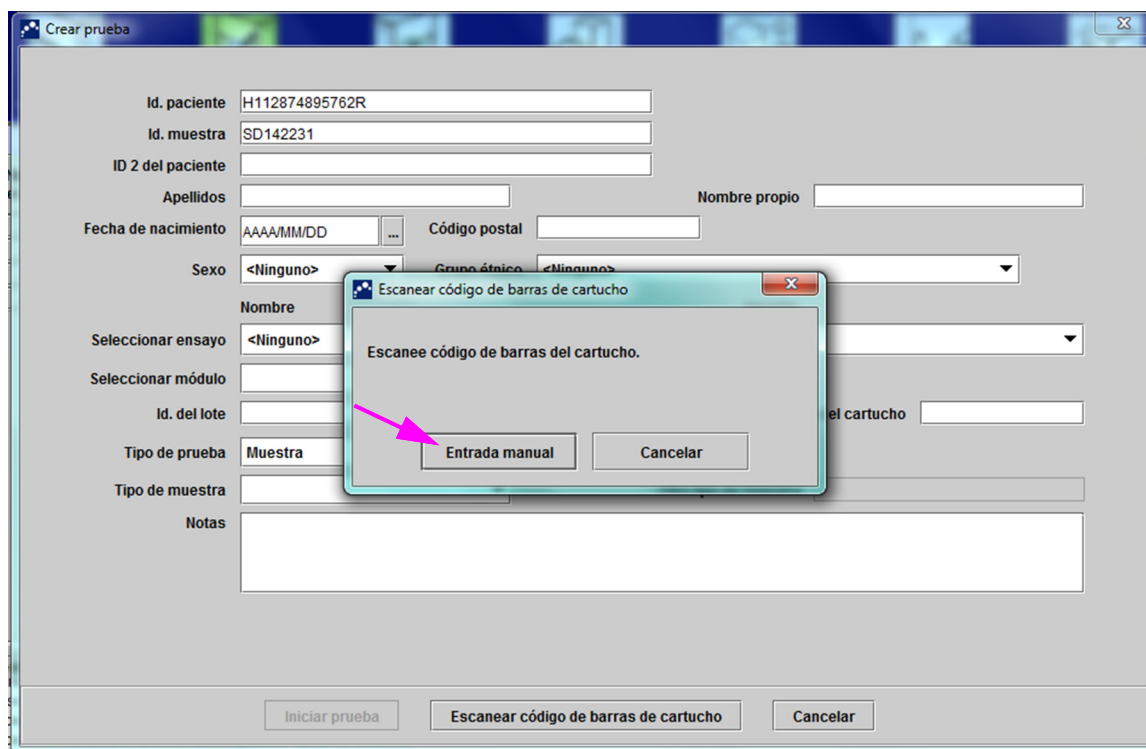 Crear prueba
Id. paciente H112874895762R
Id. muestra SD142231
ID 2 del paciente
Apellidos Nombre propio
Fecha de nacimiento AAAA/MM/DD ... Código postal
Sexo <Ninguno> Grupo étnico <Ninguno>
Escanear código de barras de cartucho
Nombre
Seleccionar ensayo <Ninguno>
Escanee código de barras del cartucho.
Seleccionar módulo
Id. del lote el cartucho
Tipo de prueba Muestra
Entrada manual Cancelar
Tipo de muestra
Notas
Iniciar prueba Escanear código de barras de cartucho Cancelar